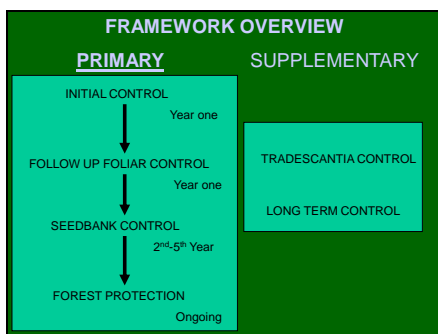 FRAMEWORK OVERVIEW
PRIMARY
INITIAL CONTROL
Year one
FOLLOW UP FOLIAR CONTROL
Year one
SEEDBANK CONTROL
2nd-5th Year
FOREST PROTECTION
Ongoing
SUPPLEMENTARY
TRADESCANTIA CONTROL
LONG TERM CONTROL